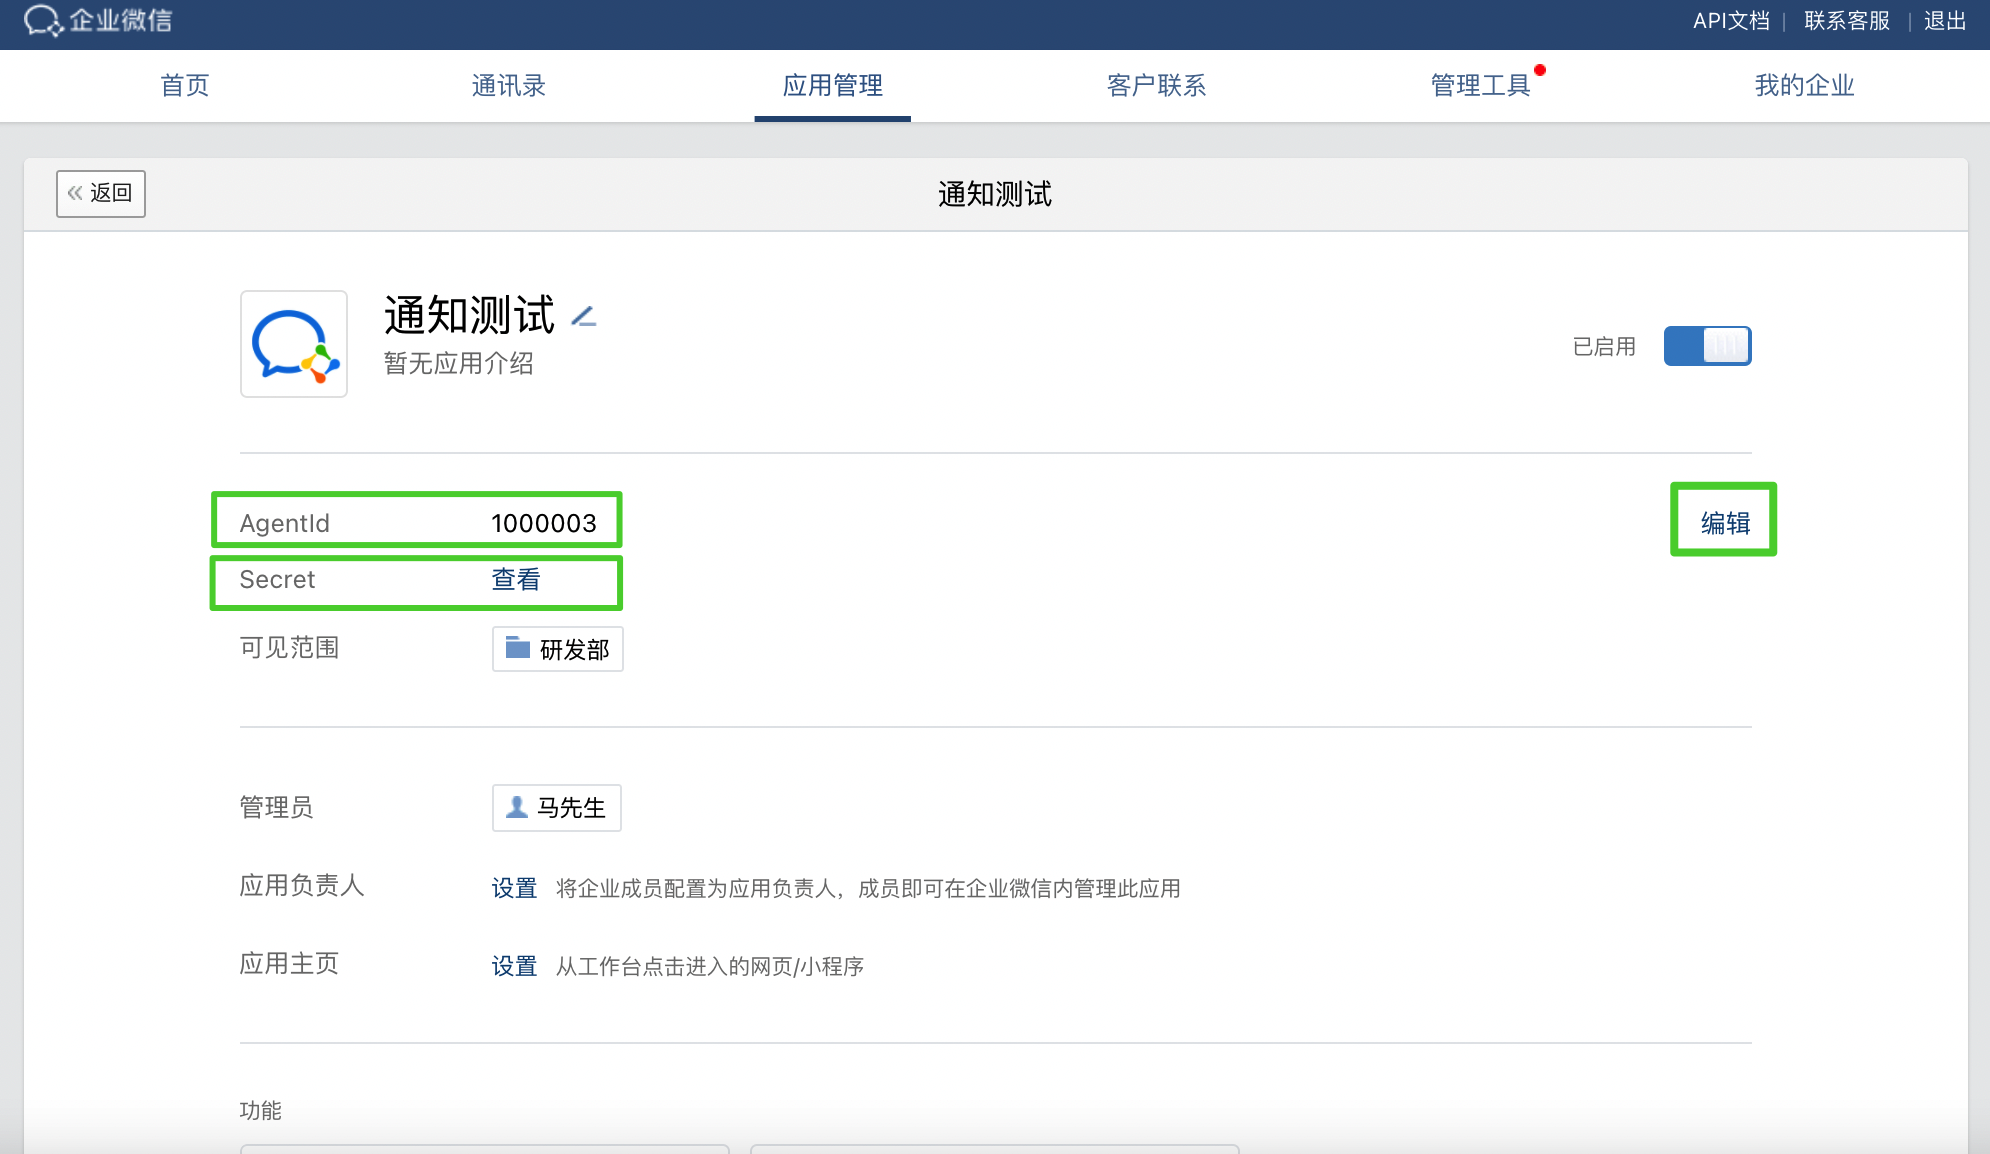 企业微信
API文档 | 联系客服 | 退出
首页 通讯录 应用管理 客户联系 管理工具 我的企业
« 返回 通知测试
通知测试
暂无应用介绍
已启用
AgentId 1000003
编辑
Secret 查看
可见范围 研发部
管理员 马先生
应用负责人 设置 将企业成员配置为应用负责人，成员即可在企业微信内管理此应用
应用主页 设置 从工作台点击进入的网页/小程序
功能